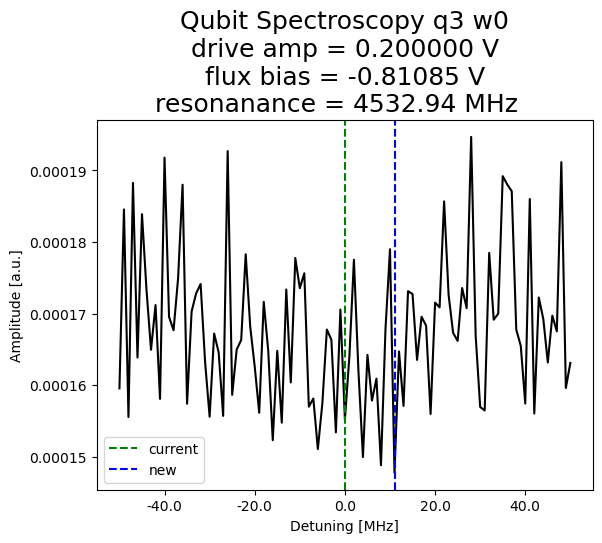 Qubit Spectroscopy q3 w0
drive amp = 0.200000 V
flux bias = -0.81085 V
resonanance = 4532.94 MHz
Amplitude [a.u.]
0.00019
0.00018
0.00017
0.00016
0.00015
current
new
-40.0 -20.0 0.0 20.0 40.0
Detuning [MHz]